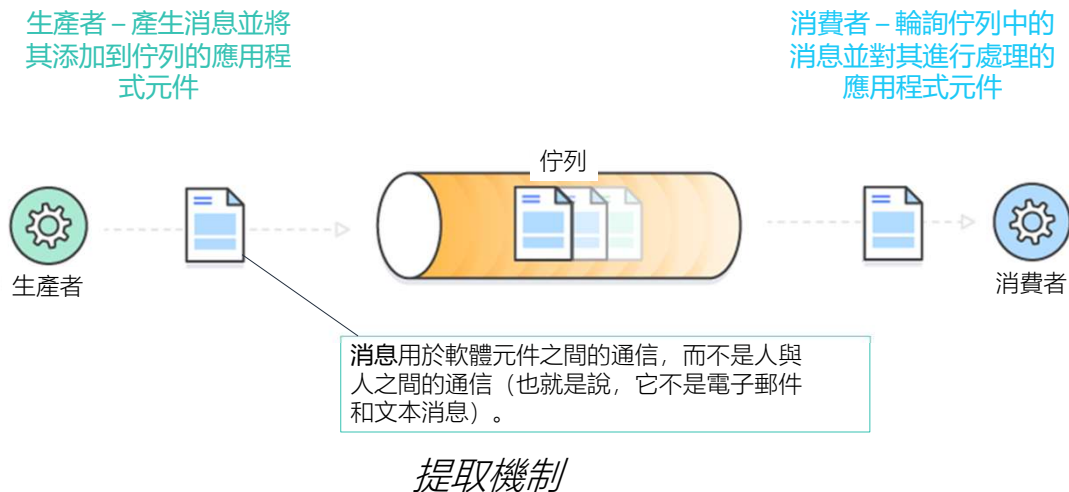 生產者 – 產生消息並將
其添加到佇列的應用程
式元件
消費者 – 輪詢佇列中的
消息並對其進行處理的
應用程式元件
佇列
生產者
消費者
消息用於軟體元件之間的通信，而不是人與
人之間的通信（也就是說，它不是電子郵件
和文本消息）。
提取機制